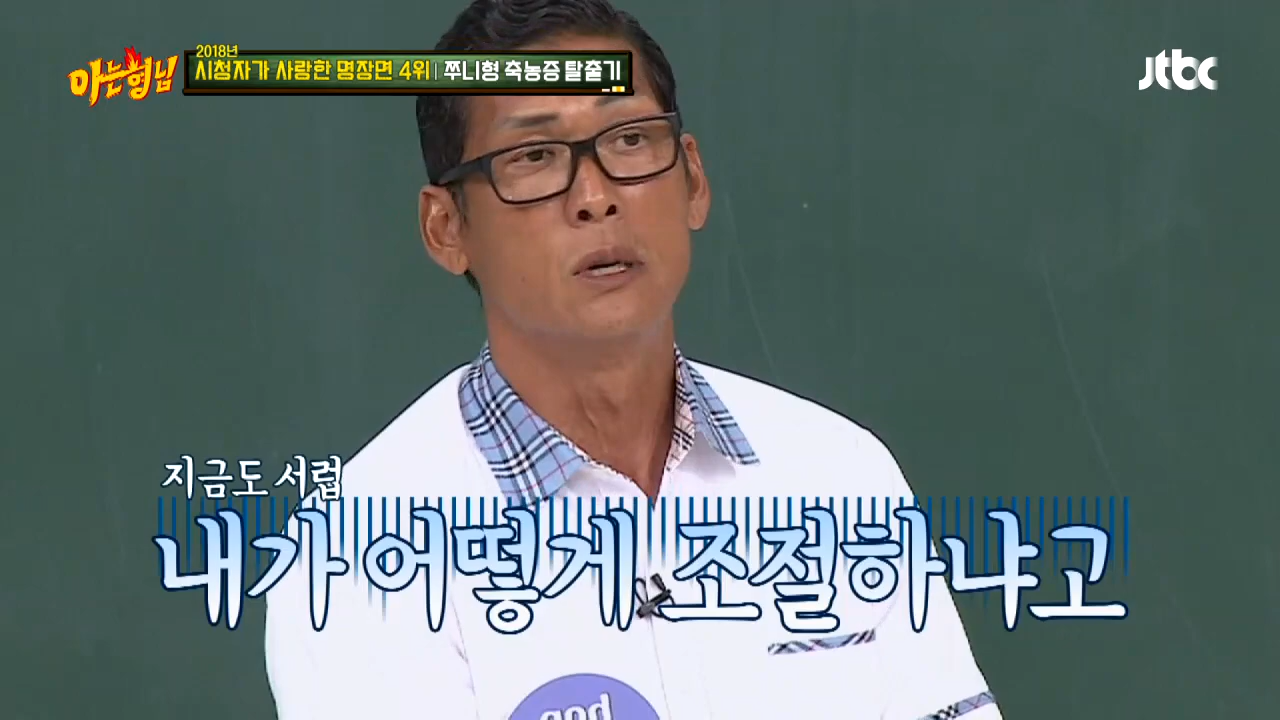 아는형님
2018년
시청자가 사랑한 명장면 4위 | 쭈니형 축농증 탈출기
jtbc
지금도 서럽
내가 어떻게 조절하냐고
god